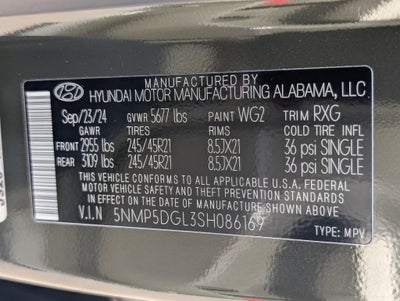 MANUFACTURED BY
HYUNDAI MOTOR MANUFACTURING ALABAMA, LLC.
Sep/23/24 GVWR 5677 lbs PAINT WG2 TRIM RXG
GAWR TIRES RIMS COLD PRESSURE
FRONT 2955 lbs 245/45R21 8.5JX21 36 psi SINGLE
REAR 3109 lbs 245/45R21 8.5JX21 36 psi SINGLE
THIS VEHICLE CONFORMS TO ALL APPLICABLE U.S.A. FEDERAL
MOTOR VEHICLE SAFETY AND THEFT PREVENTION STANDARDS
IN EFFECT ON THE DATE OF MANUFACTURE SHOWN ABOVE.
V.I.N 5NMP5DGL3SH086169
TYPE: MPV